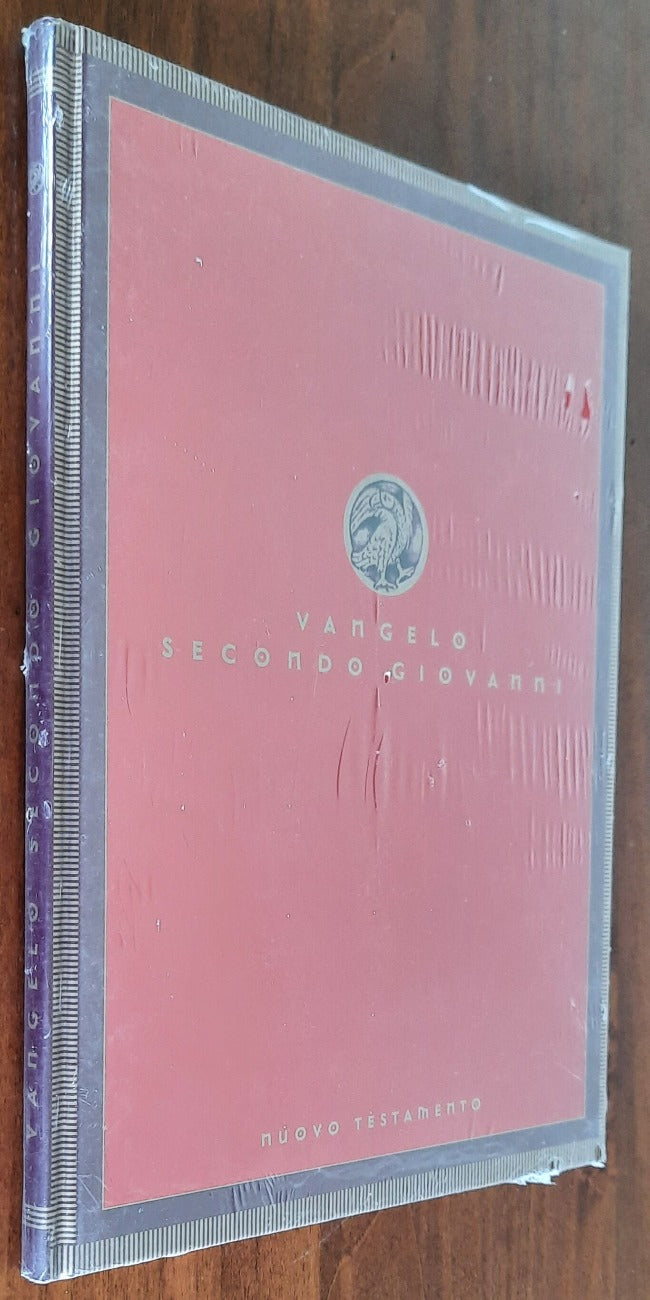 VANGELO
SECONDO GIOVANNI
NUOVO TESTAMENTO
VANGELO SECONDO GIOVANNI